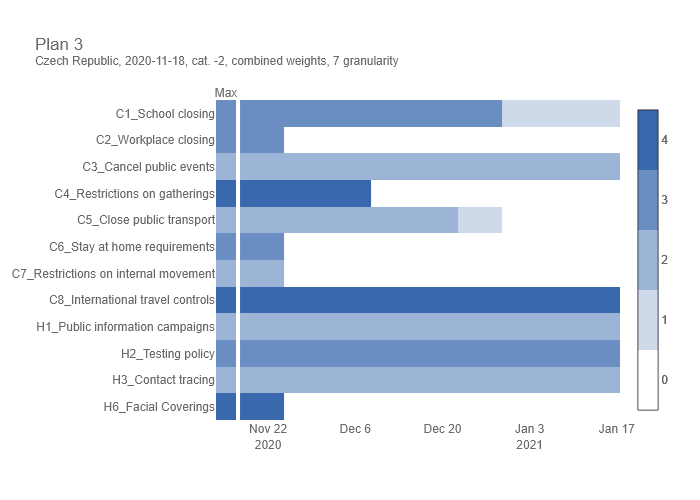 Plan 3
Czech Republic, 2020-11-18, cat. -2, combined weights, 7 granularity
Max
C1_School closing
C2_Workplace closing
C3_Cancel public events
C4_Restrictions on gatherings
C5_Close public transport
C6_Stay at home requirements
C7_Restrictions on internal movement
C8_International travel controls
H1_Public information campaigns
H2_Testing policy
H3_Contact tracing
H6_Facial Coverings
Nov 22 Dec 6 Dec 20 Jan 3 Jan 17
2020 2021
4
3
2
1
0